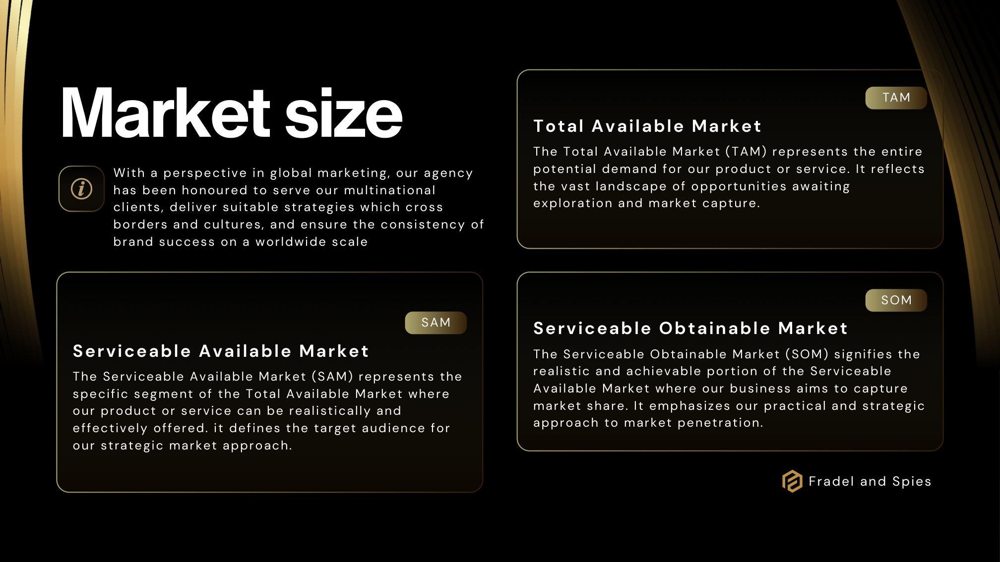 Market size
With a perspective in global marketing, our agency
has been honoured to serve our multinational
clients, deliver suitable strategies which cross
borders and cultures, and ensure the consistency of
brand success on a worldwide scale
TAM
Total Available Market
The Total Available Market (TAM) represents the entire
potential demand for our product or service. It reflects
the vast landscape of opportunities awaiting
exploration and market capture.
SAM
Serviceable Available Market
The Serviceable Available Market (SAM) represents the
specific segment of the Total Available Market where
our product or service can be realistically and
effectively offered. it defines the target audience for
our strategic market approach.
SOM
Serviceable Obtainable Market
The Serviceable Obtainable Market (SOM) signifies the
realistic and achievable portion of the Serviceable
Available Market where our business aims to capture
market share. It emphasizes our practical and strategic
approach to market penetration.
Fradel and Spies